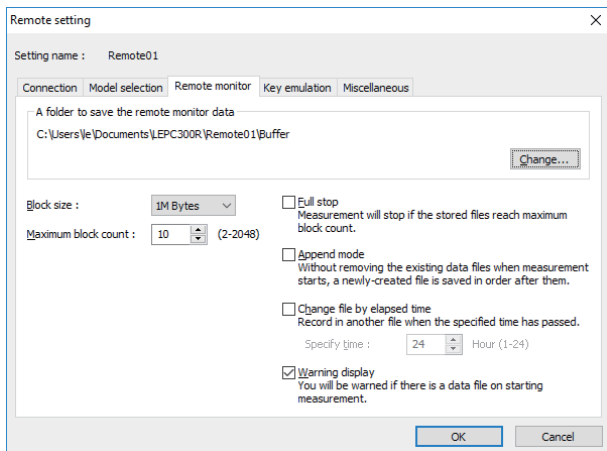 Remote setting
Setting name : Remote01
Connection Model selection Remote monitor Key emulation Miscellaneous
A folder to save the remote monitor data
C:\Users\le\Documents\LEPC300R\Remote01\Buffer
Change...
Block size : 1M Bytes
Maximum block count : 10 (2-2048)
Full stop
Measurement will stop if the stored files reach maximum
block count.
Append mode
Without removing the existing data files when measurement
starts, a newly-created file is saved in order after them.
Change file by elapsed time
Record in another file when the specified time has passed.
Specify time : 24 Hour (1-24)
Warning display
You will be warned if there is a data file on starting
measurement.
OK Cancel